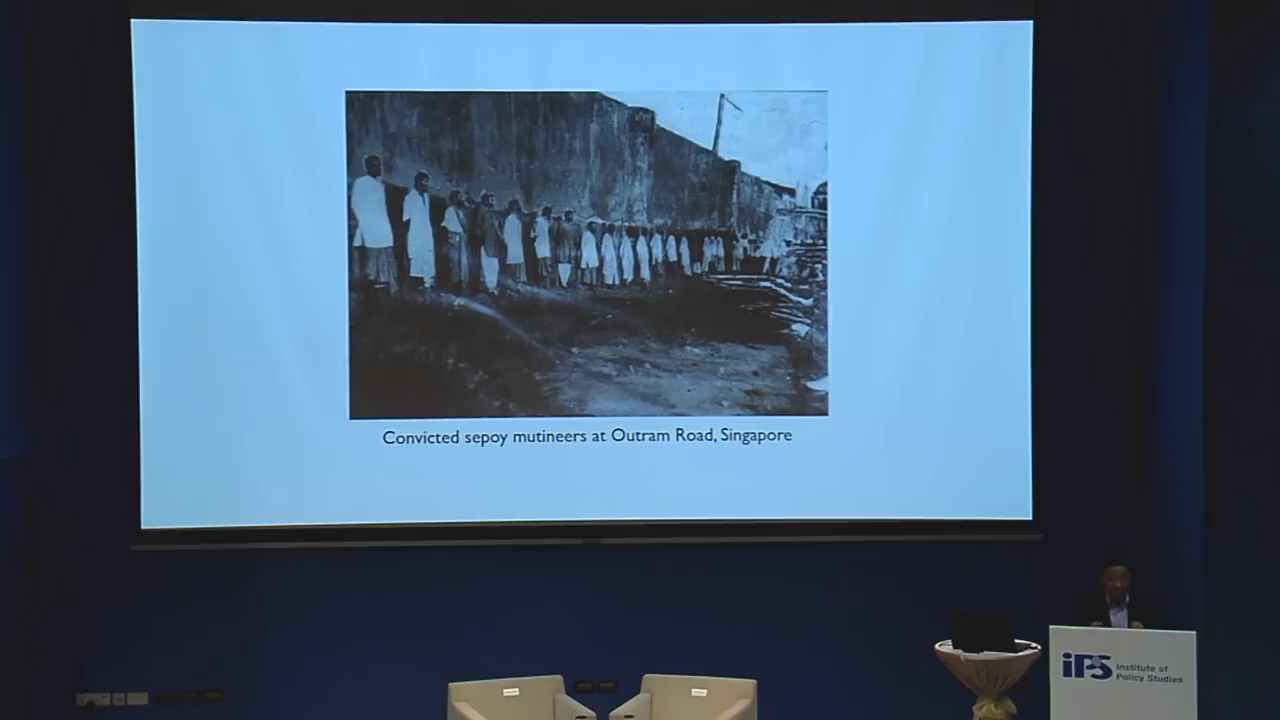 Convicted sepoy mutineers at Outram Road, Singapore
iPS Institute of
Policy Studies